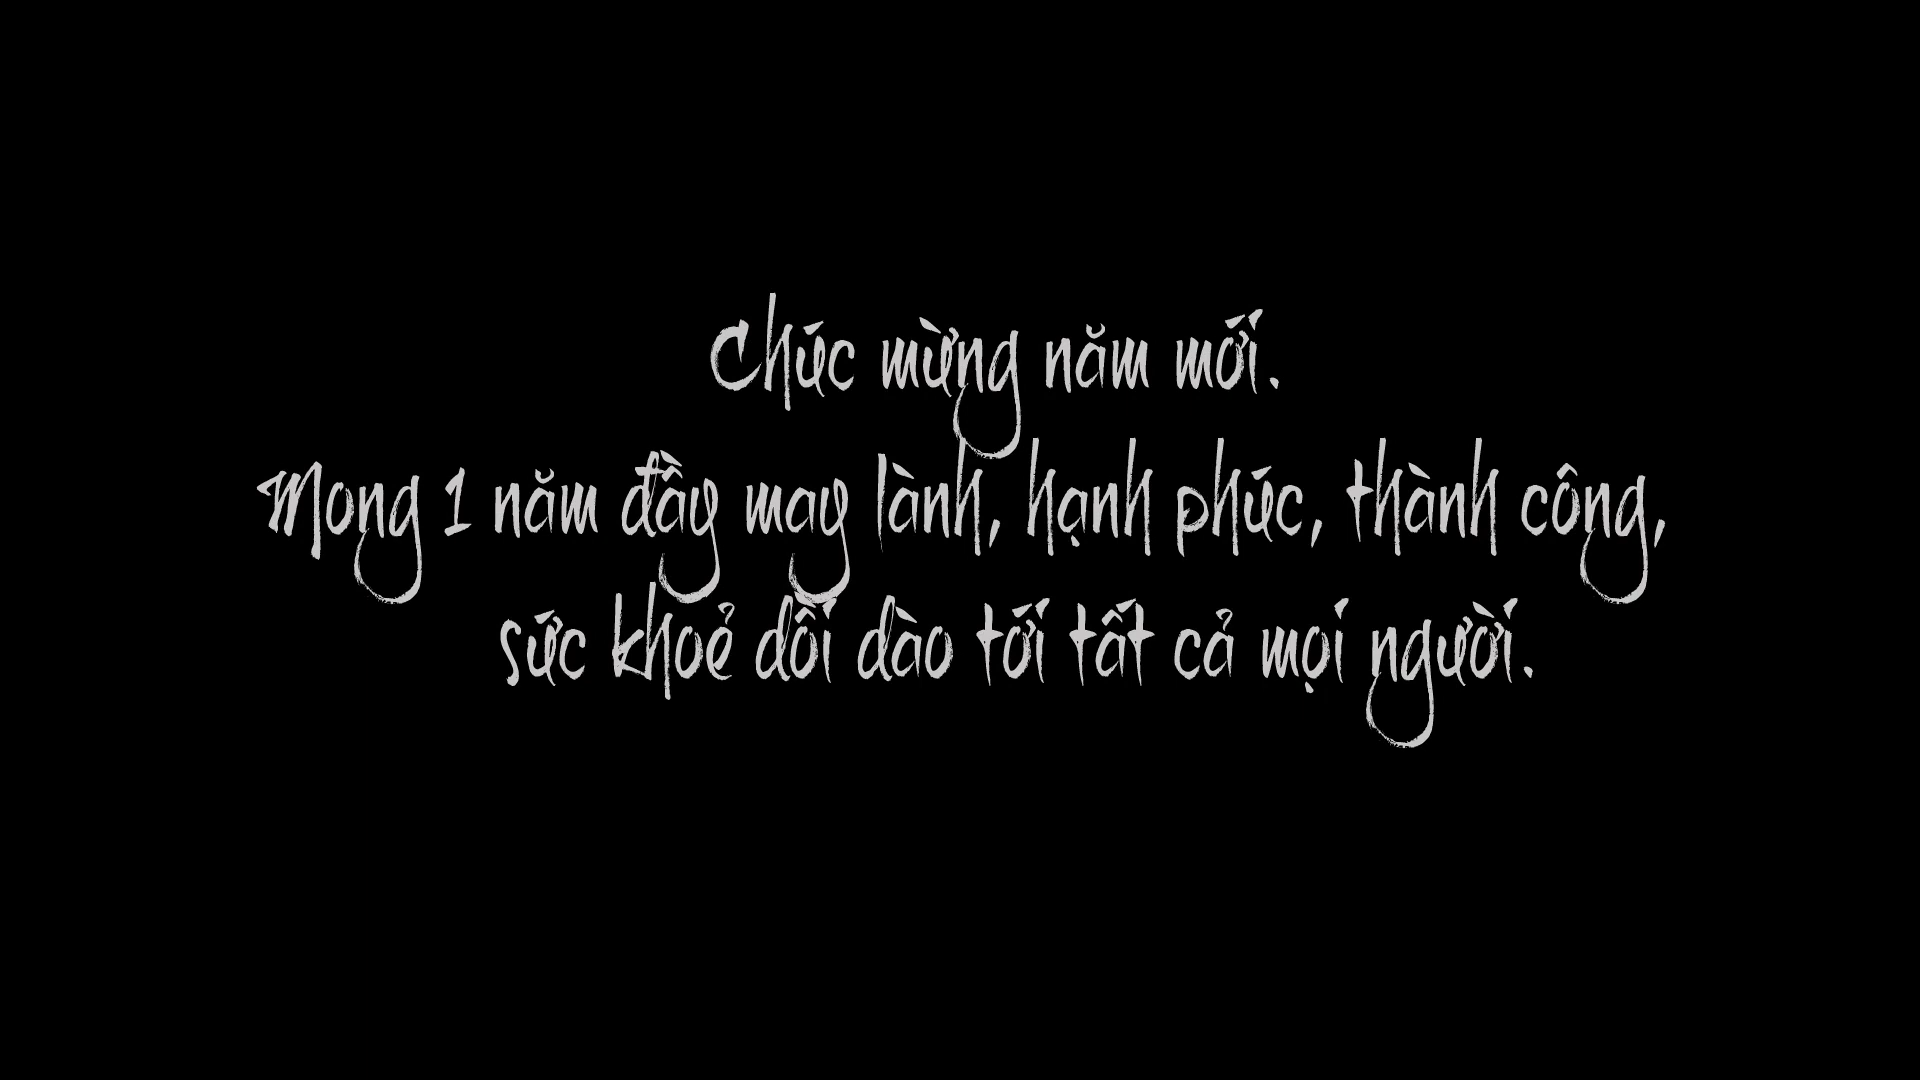 Chúc mừng năm mới.
Mong 1 năm đầy may lành, hạnh phúc, thành công,
sức khoẻ dồi dào tới tất cả mọi người.